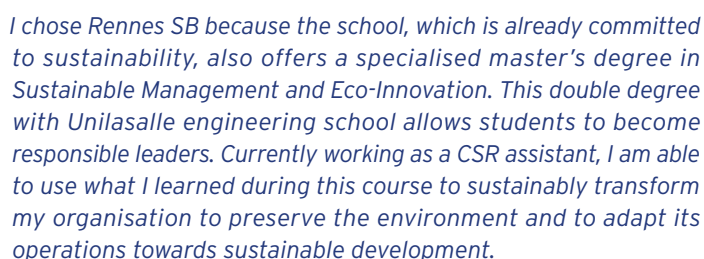 I chose Rennes SB because the school, which is already committed
to sustainability, also offers a specialised master’s degree in
Sustainable Management and Eco-Innovation. This double degree
with Unilasalle engineering school allows students to become
responsible leaders. Currently working as a CSR assistant, I am able
to use what I learned during this course to sustainably transform
my organisation to preserve the environment and to adapt its
operations towards sustainable development.